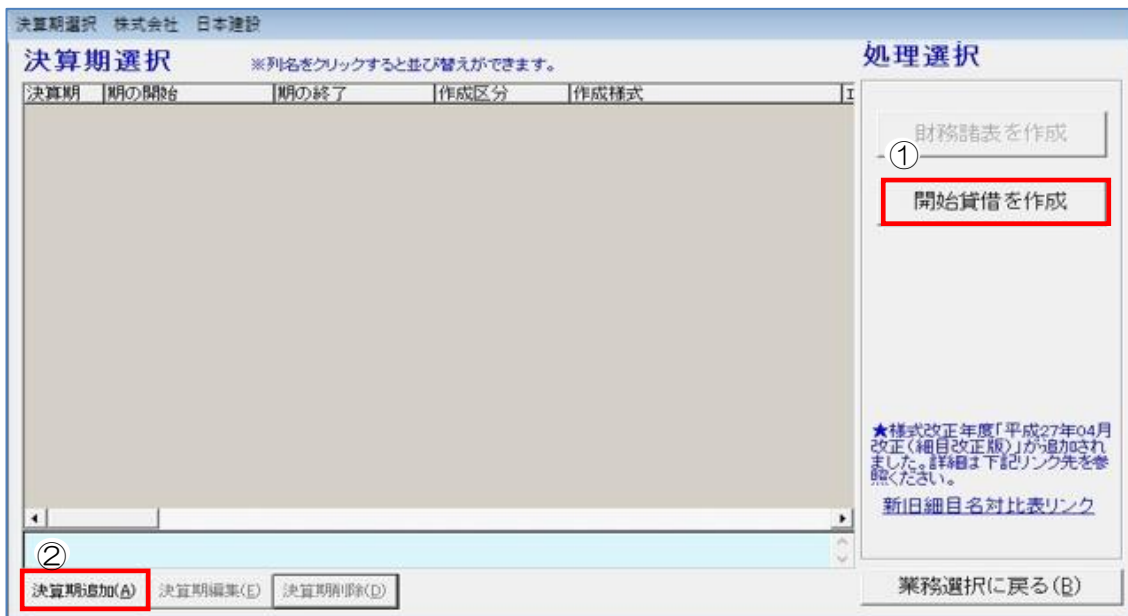 決算期選択 株式会社 日本建設
決算期選択 ※列名をクリックすると並び替えができます。
処理選択
決算期 期の開始 期の終了 作成区分 作成様式
財務諸表を作成
①
開始貸借を作成
★様式改正年度「平成27年04月
改正(細目改正版)」が追加され
ました。詳細は下記リンク先を参
照ください。
新旧細目名対比表リンク
②
決算期追加(A) 決算期編集(E) 決算期削除(D)
業務選択に戻る(B)